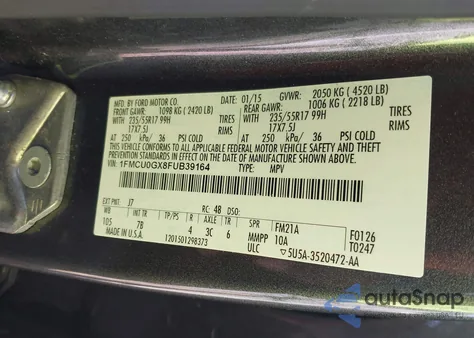 MFD. BY FORD MOTOR CO. 01/15 GVWR: 2050 KG (4520 LB)
FRONT GAWR: 1098 KG (2420 LB) REAR GAWR: 1006 KG (2218 LB)
WITH 235/55R17 99H TIRES WITH 235/55R17 99H TIRES
17X7.5J RIMS 17X7.5J RIMS
AT 250 kPa/ 36 PSI COLD AT 250 kPa/ 36 PSI COLD
THIS VEHICLE CONFORMS TO ALL APPLICABLE FEDERAL MOTOR VEHICLE SAFETY AND BUMPER
STANDARDS IN EFFECT ON THE DATE OF MANUFACTURE SHOWN ABOVE.
VIN: 1FMCU0GX8FUB39164 TYPE: MPV
EXT PNT: J7 RC: 48 DSO:
WB INT TR TP/PS R AXLE TR SPR FM21A F0126
105 7B 4 3C 6 MMPP 10A T0247
MADE IN U.S.A. 1201501298373 ULC ▽5U5A-3520472-AA
autoSnap